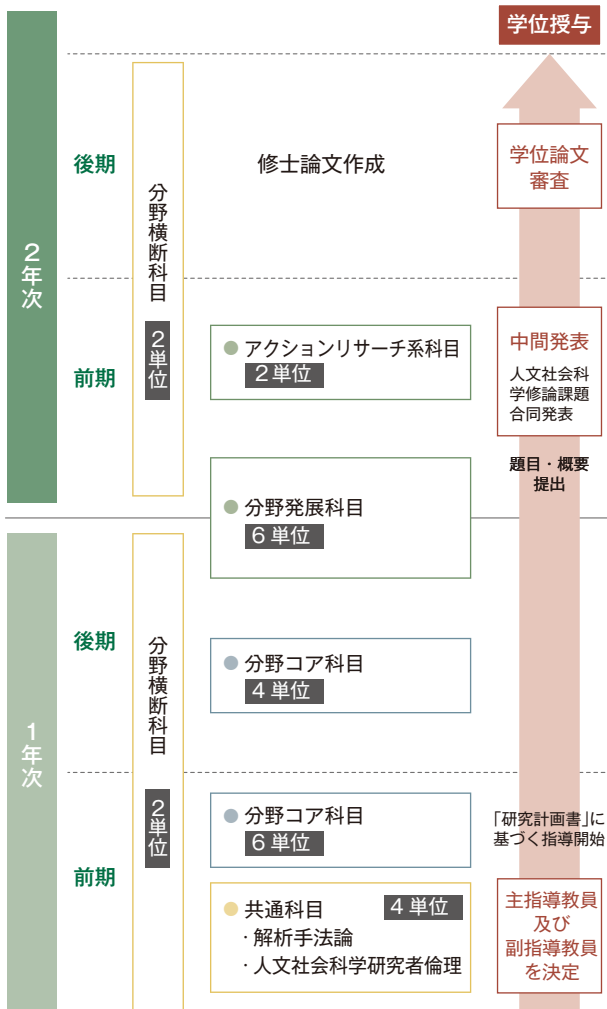 学位授与
2年次
後期
分野横断科目
2単位
修士論文作成
学位論文
審査
前期
● アクションリサーチ系科目
2単位
中間発表
人文社会科
学修論課題
合同発表
題目・概要
提出
● 分野発展科目
6単位
1年次
後期
分野横断科目
2単位
● 分野コア科目
4単位
前期
● 分野コア科目
6単位
「研究計画書」に
基づく指導開始
● 共通科目 4単位
・解析手法論
・人文社会科学研究者倫理
主指導教員
及び
副指導教員
を決定